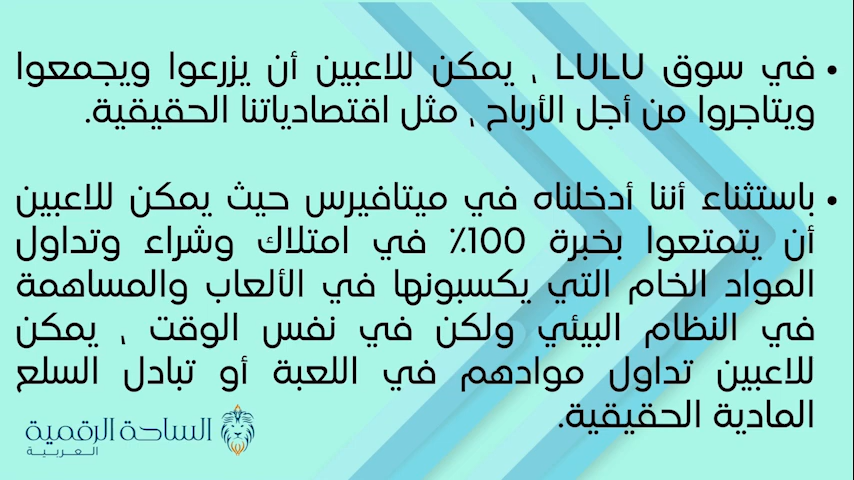 • في سوق LULU ، يمكن للاعبين أن يزرعوا ويجمعوا
ويتاجروا من أجل الأرباح ، مثل اقتصادياتنا الحقيقية.
• باستثناء أننا أدخلناه في ميتافيرس حيث يمكن للاعبين
أن يتمتعوا بخبرة 100٪ في امتلاك وشراء وتداول
المواد الخام التي يكسبونها في الألعاب والمساهمة
في النظام البيئي ولكن في نفس الوقت ، يمكن
للاعبين تداول موادهم في اللعبة أو تبادل السلع
المادية الحقيقية.
الساحة الرقمية
العربية